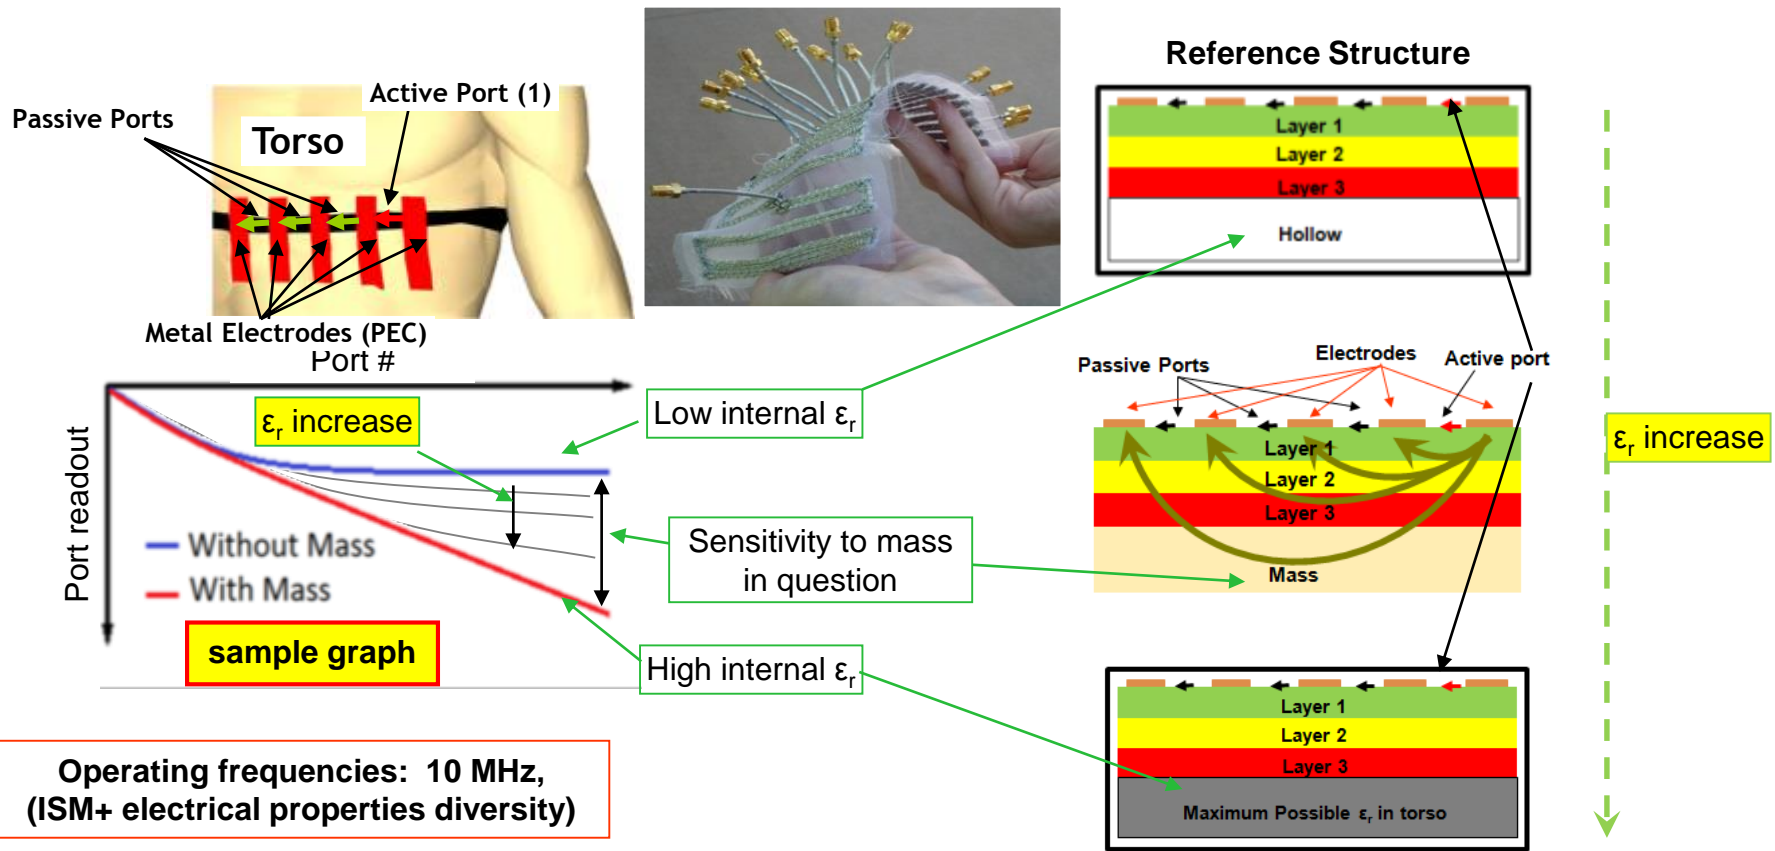 Passive Ports
Active Port (1)
Torso
Metal Electrodes (PEC)
Reference Structure
Layer 1
Layer 2
Layer 3
Hollow
Port #
Port readout
εr increase
Without Mass
With Mass
sample graph
Low internal εr
Sensitivity to mass
in question
High internal εr
Passive Ports
Electrodes
Active port
Layer 1
Layer 2
Layer 3
Mass
εr increase
Layer 1
Layer 2
Layer 3
Maximum Possible εr in torso
Operating frequencies: 10 MHz,
(ISM+ electrical properties diversity)